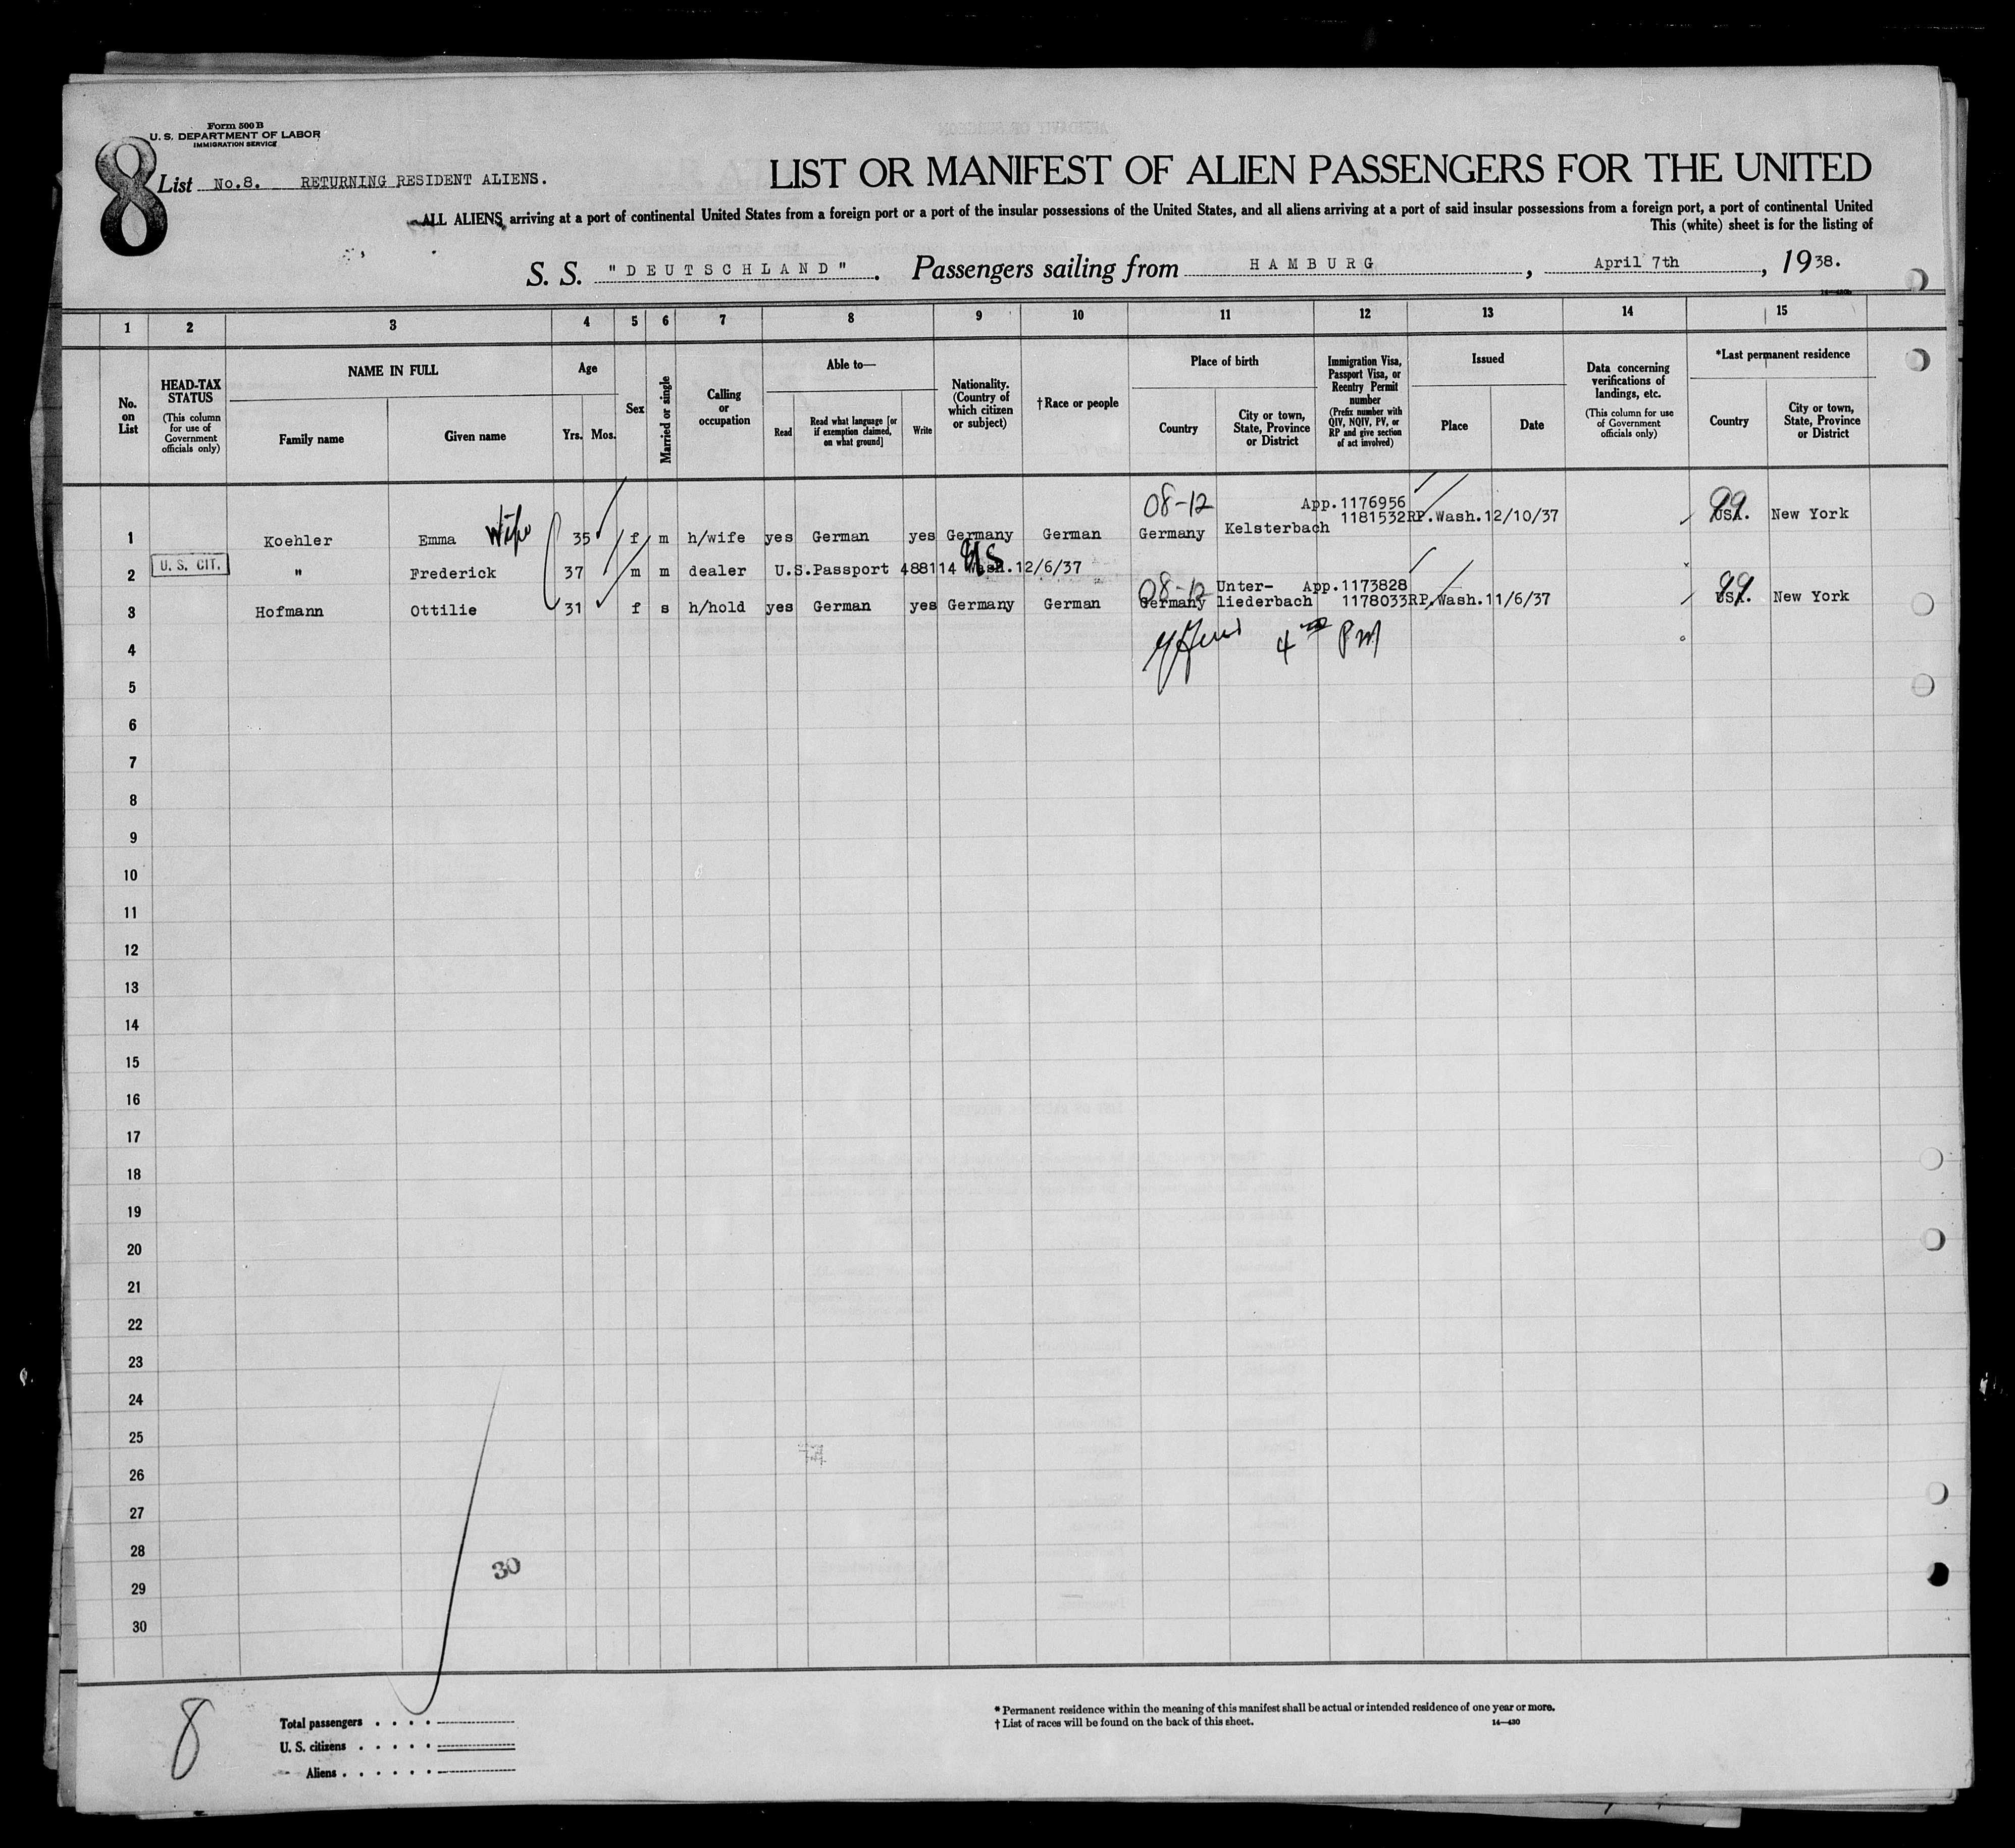 8
Form 500 B
U. S. DEPARTMENT OF LABOR
IMMIGRATION SERVICE
List No.8. RETURNING RESIDENT ALIENS.
LIST OR MANIFEST OF ALIEN PASSENGERS FOR THE UNITED
ALL ALIENS arriving at a port of continental United States from a foreign port or a port of the insular possessions of the United States, and all aliens arriving at a port of said insular possessions from a foreign port, a port of continental United
This (white) sheet is for the listing of
S. S. "DEUTSCHLAND". Passengers sailing from HAMBURG, April 7th, 1938.
1 2 3 4 5 6 7 8 9 10 11 12 13 14 15
No. on List
HEAD-TAX STATUS
(This column for use of Government officials only)
NAME IN FULL
Family name Given name
Age
Yrs. Mos.
Sex
Married or single
Calling or occupation
Able to—
Read
Read what language [or if exemption claimed, on what ground]
Write
Nationality. (Country of which citizen or subject)
† Race or people
Place of birth
Country
City or town, State, Province or District
Immigration Visa, Passport Visa, or Reentry Permit number
(Prefix number with QIV, NQIV, PV, or RP and give section of act involved)
Issued
Place Date
Data concerning verifications of landings, etc.
(This column for use of Government officials only)
*Last permanent residence
Country
City or town, State, Province or District
08-12 App.1176956 99
1 Koehler Emma Wife 35 f m h/wife yes German yes Germany German Germany Kelsterbach 1181532RP.Wash.12/10/37 USA. New York
2 U. S. CIT. " Frederick 37 m m dealer U.S.Passport 488114 Wash.12/6/37 US
08-12 Unter- App.1173828 99
3 Hofmann Ottilie 31 f s h/hold yes German yes Germany German Germany liederbach 1178033RP.Wash.11/6/37 USA. New York
4 PM
4
5
6
7
8
9
10
11
12
13
14
15
16
17
18
19
20
21
22
23
24
25
26
27
28
29
30
30
8
Total passengers
U. S. citizens
Aliens
* Permanent residence within the meaning of this manifest shall be actual or intended residence of one year or more.
† List of races will be found on the back of this sheet. 14—430